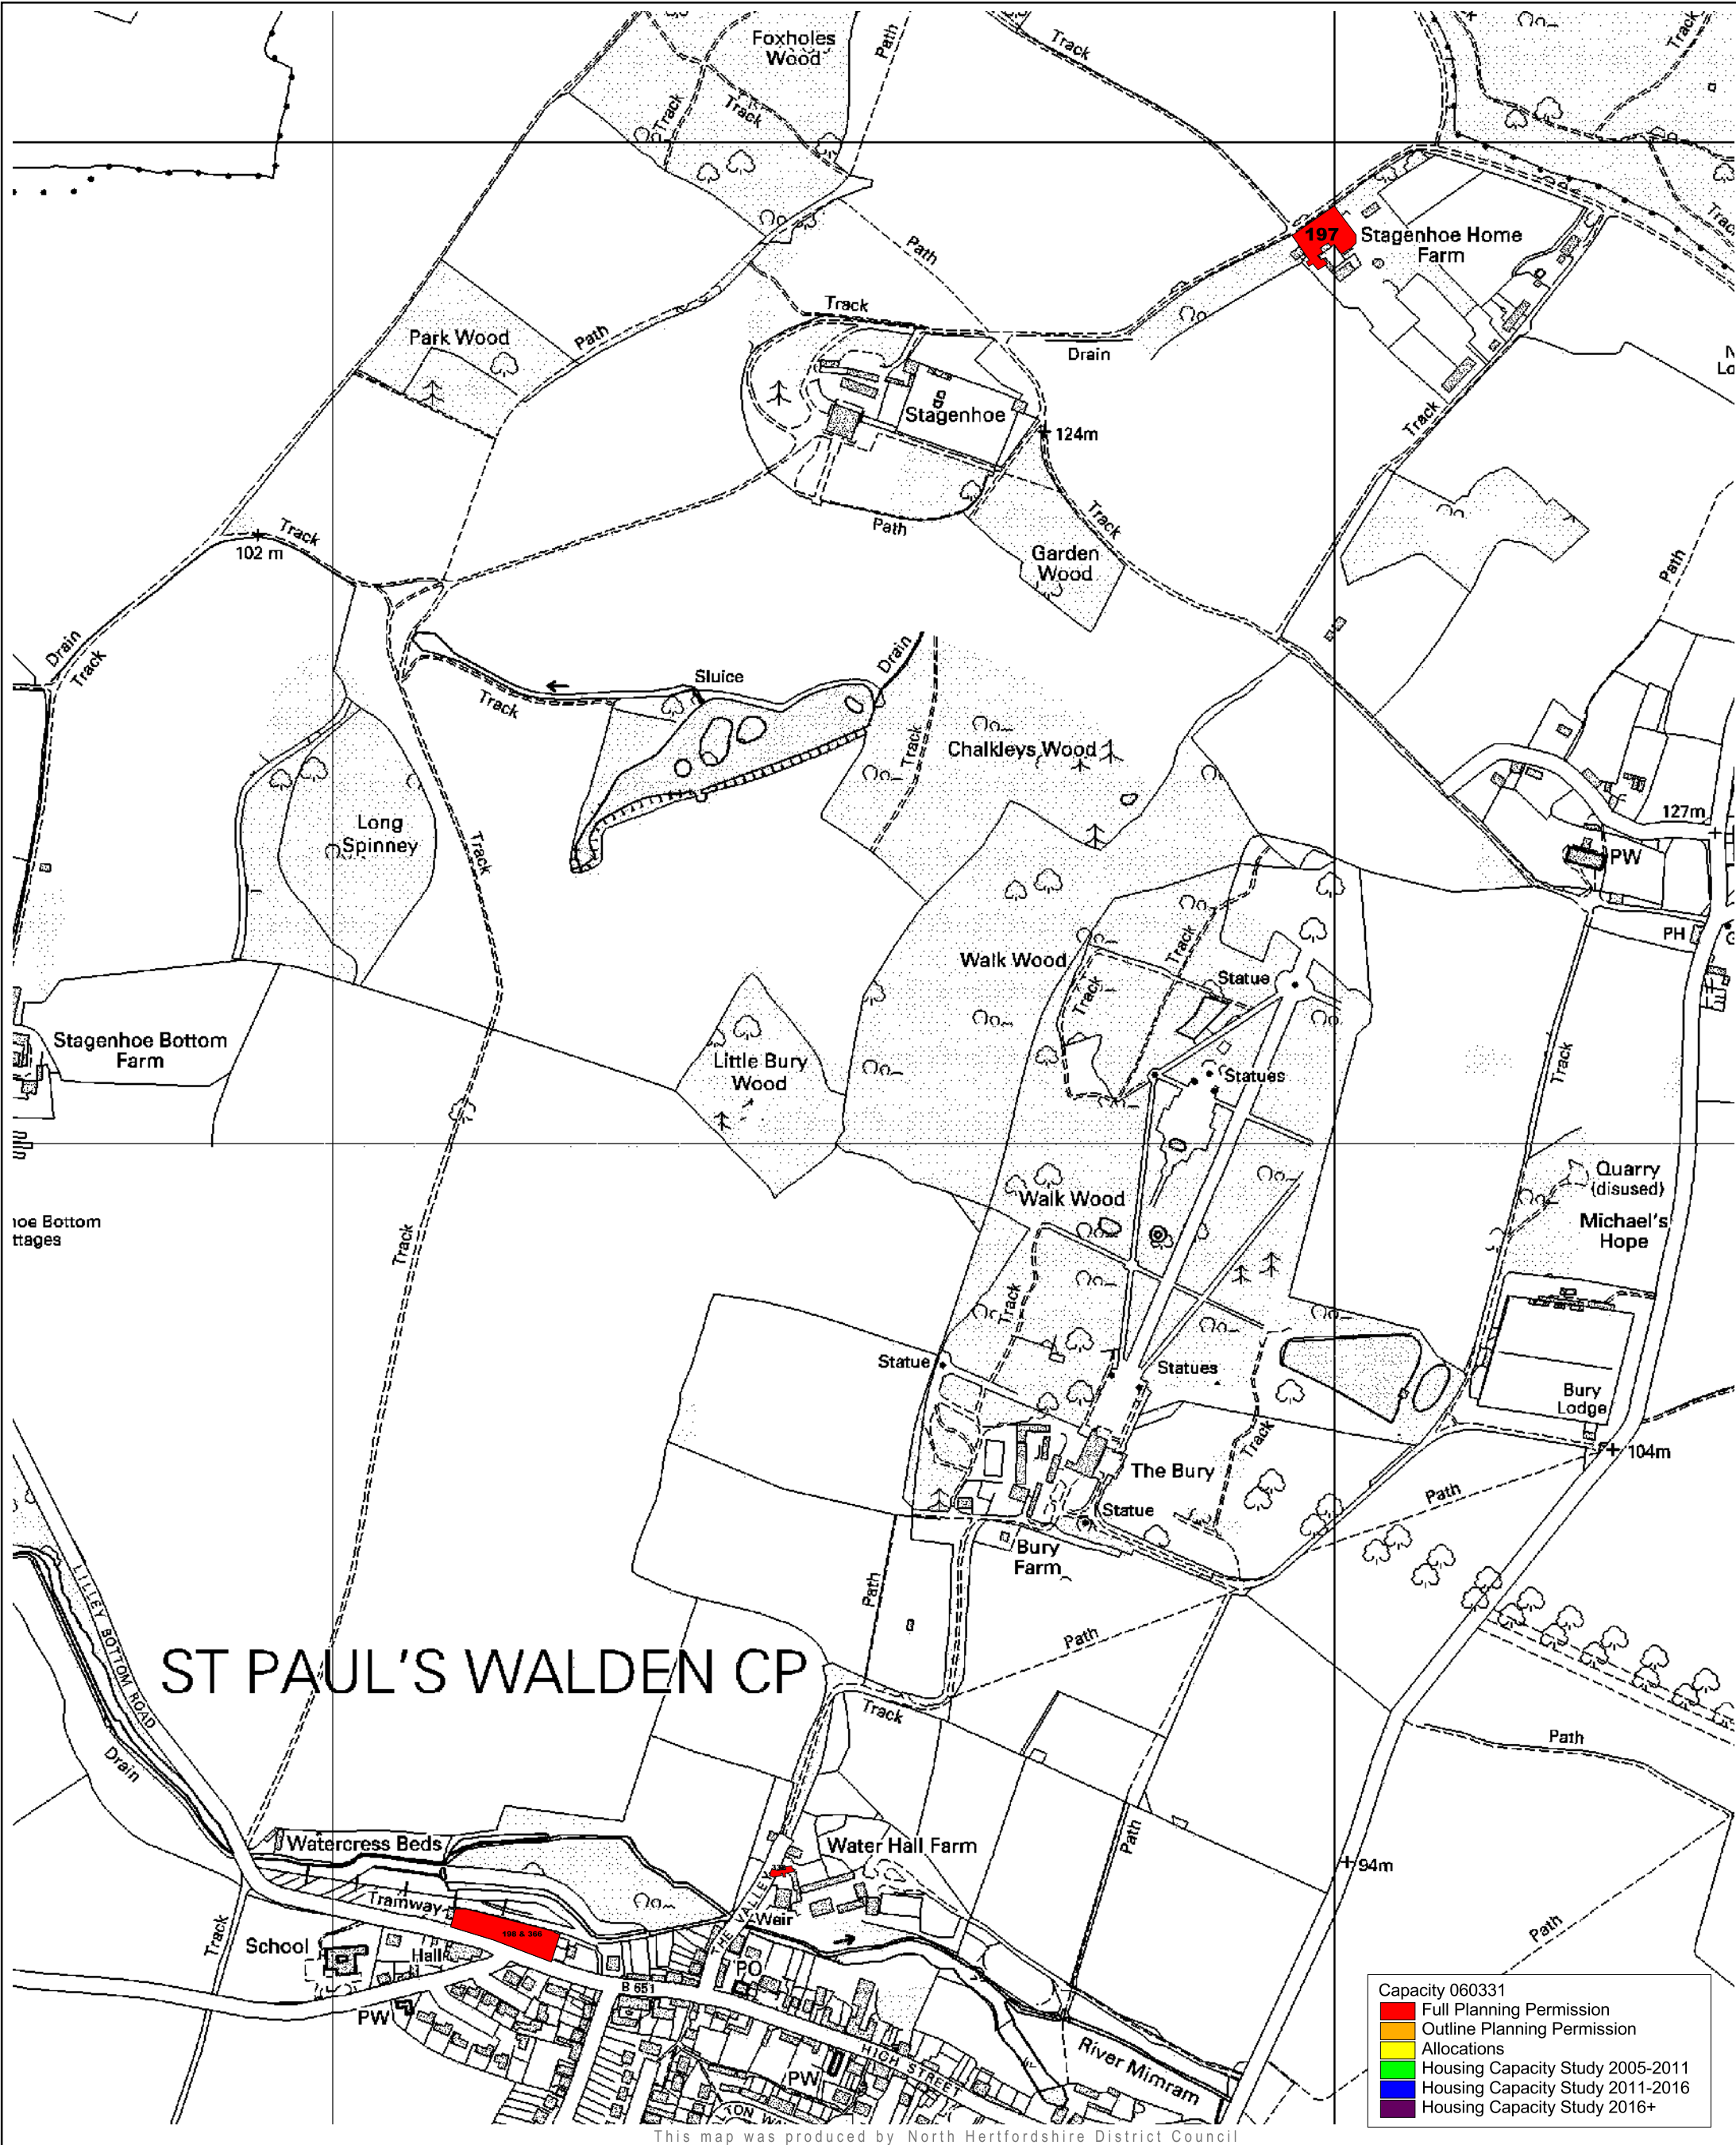 Foxholes
Wood
Path
Track
Track
Track
Track
197
Stagenhoe Home
Farm
Path
Track
Park Wood
Path
Drain
Stagenhoe
124m
Track
Path
Track
Track
102 m
Garden
Wood
Path
Drain
Track
Sluice
Drain
Track
Track
Chalkleys Wood
Long
Spinney
Track
127m
PW
PH
Walk Wood
Track
Track
Statue
Stagenhoe Bottom
Farm
Little Bury
Wood
Statues
Track
Quarry
(disused)
Walk Wood
Michael's
Hope
hoe Bottom
ttages
Track
Track
Statue
Statues
Bury
Lodge
104m
Track
The Bury
Path
Statue
Bury
Farm
Path
LILLEY BOTTOM ROAD
Path
ST PAUL'S WALDEN CP
Track
Path
Drain
Watercress Beds
Water Hall Farm
Path
94m
Tramway
THE VALLEY
Weir
Path
Track
School
Hall
PO
B 651
PW
HIGH STREET
River Mimram
PW
Capacity 060331
Full Planning Permission
Outline Planning Permission
Allocations
Housing Capacity Study 2005-2011
Housing Capacity Study 2011-2016
Housing Capacity Study 2016+
This map was produced by North Hertfordshire District Council